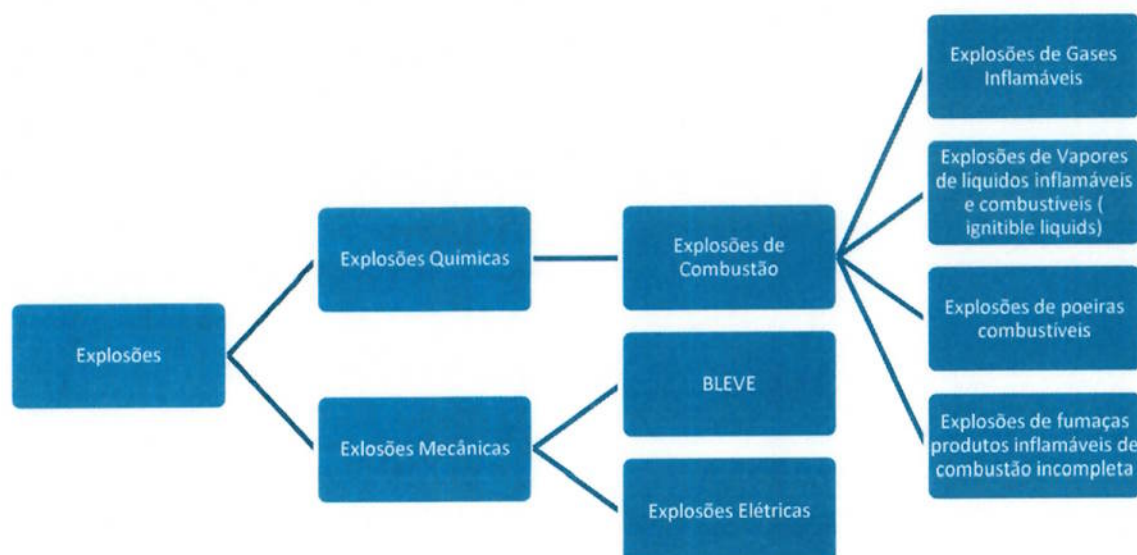 Explosões
Explosões Químicas
Exlosões Mecânicas
Explosões de
Combustão
BLEVE
Explosões Elétricas
Explosões de Gases
Inflamáveis
Explosões de Vapores
de líquidos inflamáveis
e combustíveis (
ignitible liquids)
Explosões de poeiras
combustíveis
Explosões de fumaças
produtos inflamáveis de
combustão incompleta